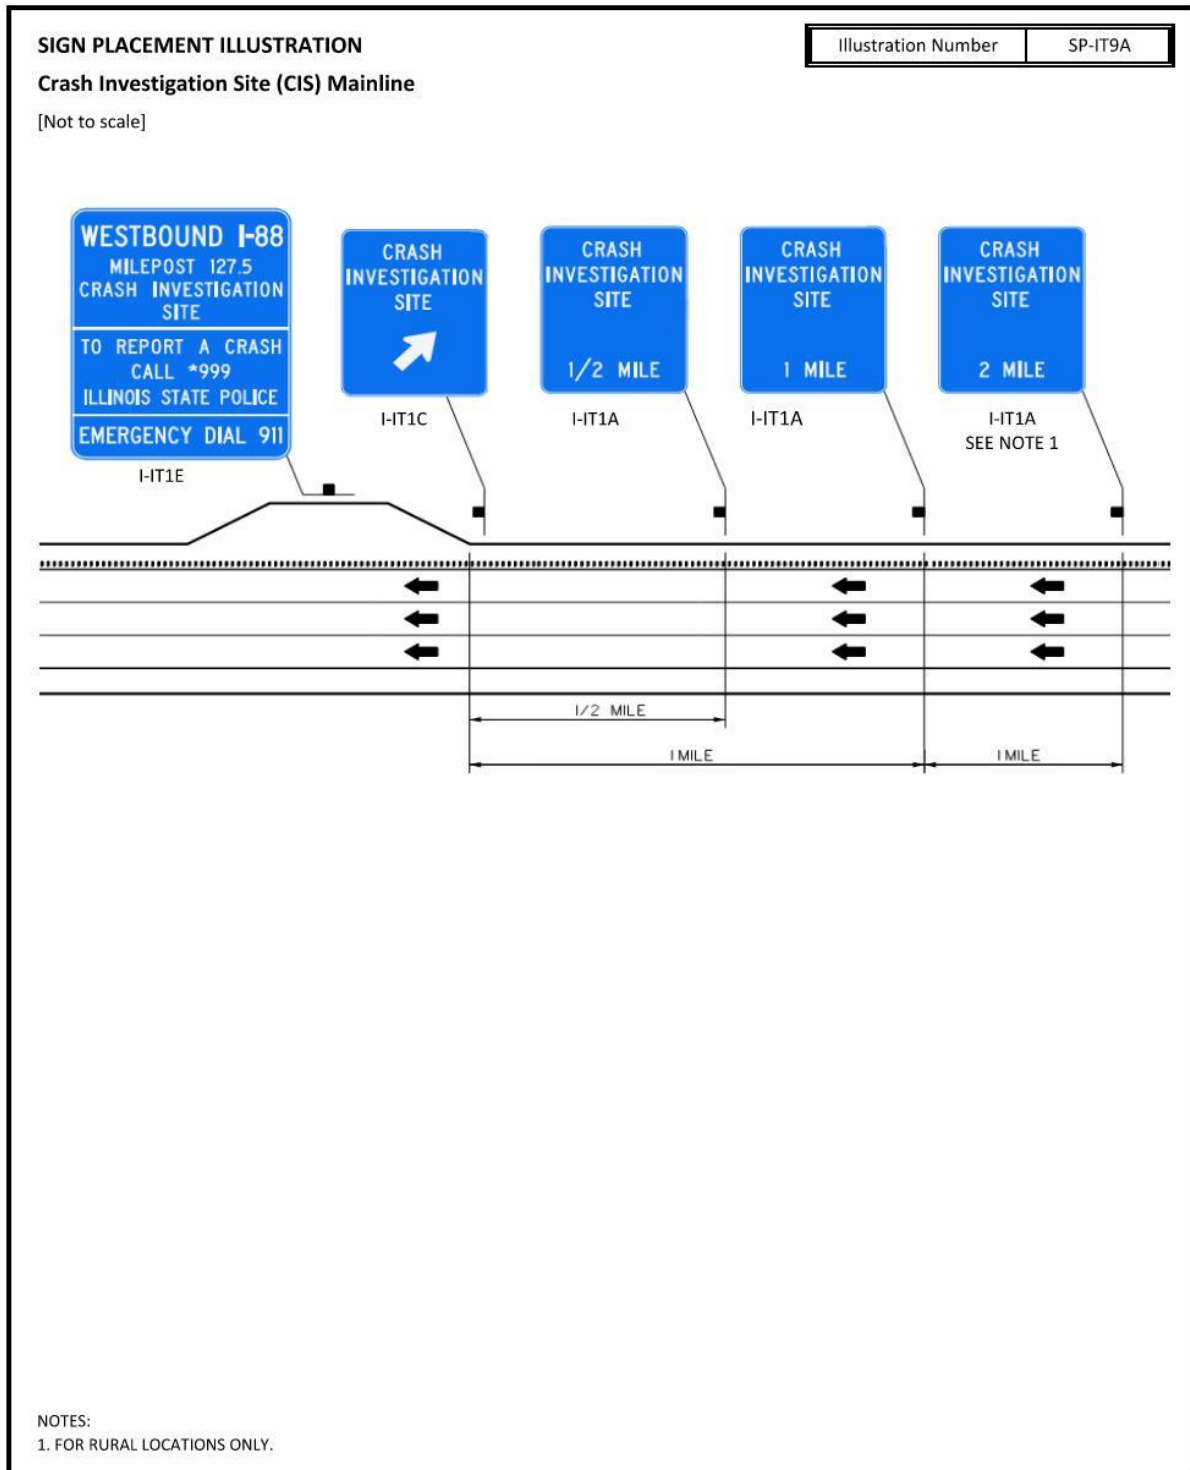 SIGN PLACEMENT ILLUSTRATION
Illustration Number
SP-IT9A
Crash Investigation Site (CIS) Mainline
[Not to scale]
WESTBOUND I-88
MILEPOST 127.5
CRASH INVESTIGATION
SITE
TO REPORT A CRASH
CALL *999
ILLINOIS STATE POLICE
EMERGENCY DIAL 911
I-IT1E
CRASH
INVESTIGATION
SITE
I-IT1C
CRASH
INVESTIGATION
SITE
1/2 MILE
I-IT1A
CRASH
INVESTIGATION
SITE
1 MILE
I-IT1A
CRASH
INVESTIGATION
SITE
2 MILE
I-IT1A
SEE NOTE 1
1/2 MILE
1 MILE
1 MILE
NOTES:
1. FOR RURAL LOCATIONS ONLY.